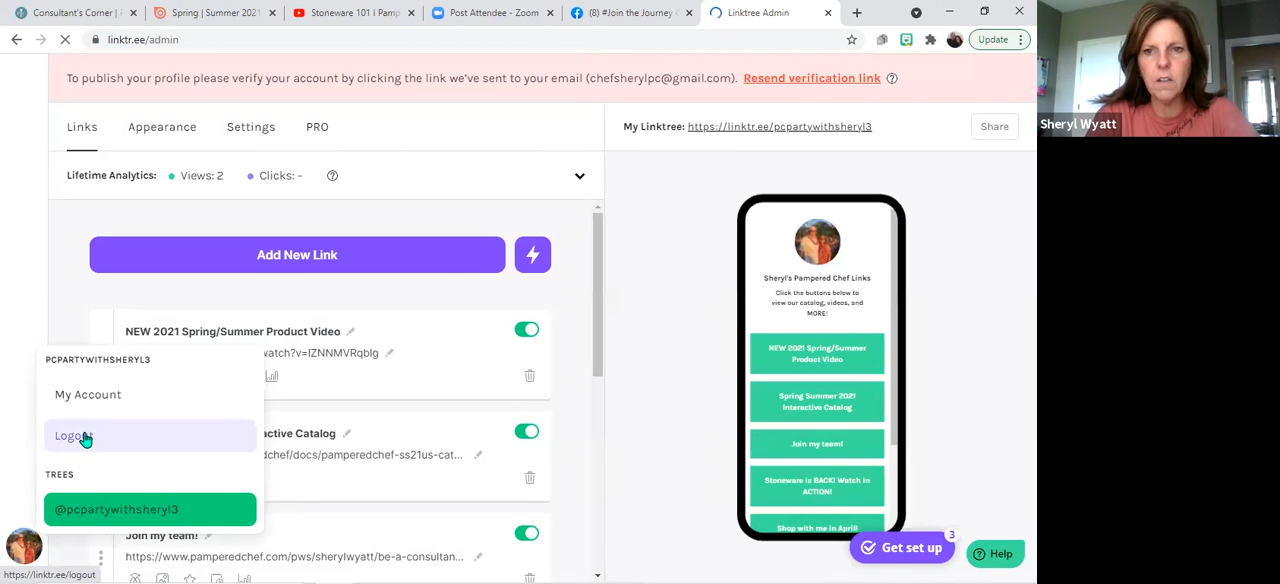 Consultant's Corner |
Spring | Summer 2021
Stoneware 101 I Pam
Post Attendee - Zoom
(8) #Join the Journey
Linktree Admin
linktr.ee/admin
Update
To publish your profile please verify your account by clicking the link we've sent to your email (chefsherylpc@gmail.com). Resend verification link
Links
Appearance
Settings
PRO
My Linktree: https://linktr.ee/pcpartywithsheryl3
Share
Lifetime Analytics:
Views: 2
Clicks: -
Add New Link
NEW 2021 Spring/Summer Product Video
watch?v=IZNNMVRqbIg
PCPARTYWITHSHERYL3
My Account
Logout
active Catalog
dchef/docs/pamperedchef-ss21us-cat...
TREES
@pcpartywithsheryl3
Join my team!
https://www.pamperedchef.com/pws/sherylwyatt/be-a-consultan...
https://linktr.ee/logout
Sheryl's Pampered Chef Links
Click the buttons below to
view our catalog, videos, and
MORE!
NEW 2021 Spring/Summer
Product Video
Spring Summer 2021
Interactive Catalog
Join my team!
Stoneware is BACK! Watch in
ACTION!
Shop with me in April!
Get set up
3
Help
Sheryl Wyatt